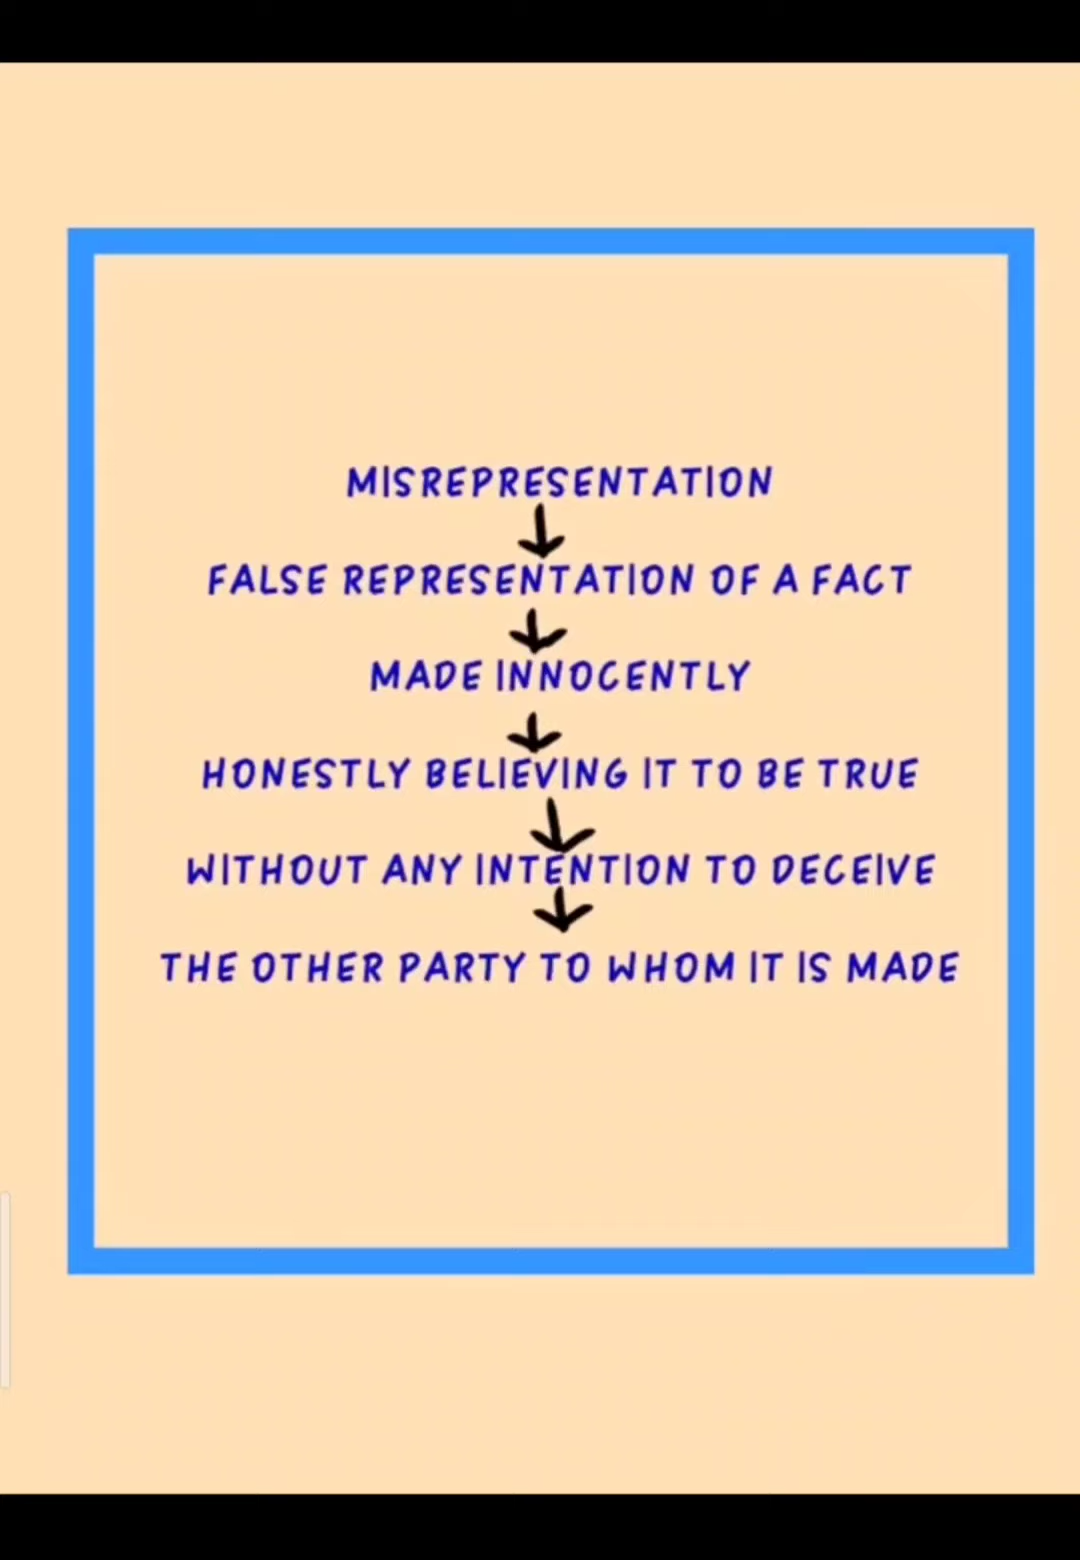 MISREPRESENTATION
FALSE REPRESENTATION OF A FACT
MADE INNOCENTLY
HONESTLY BELIEVING IT TO BE TRUE
WITHOUT ANY INTENTION TO DECEIVE
THE OTHER PARTY TO WHOM IT IS MADE